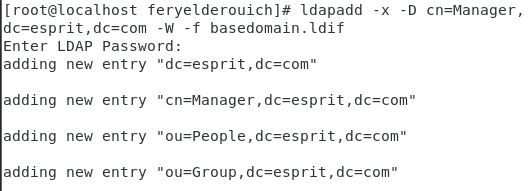 [root@localhost feryelderouich]# ldapadd -x -D cn=Manager,
dc=esprit,dc=com -W -f basedomain.ldif
Enter LDAP Password:
adding new entry "dc=esprit,dc=com"
adding new entry "cn=Manager,dc=esprit,dc=com"
adding new entry "ou=People,dc=esprit,dc=com"
adding new entry "ou=Group,dc=esprit,dc=com"